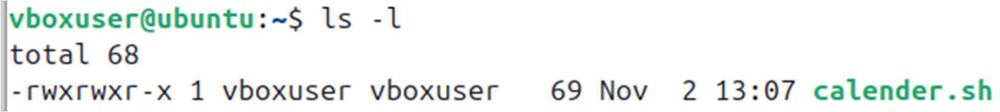 vboxuser@ubuntu:~$ ls -l
total 68
-rwxrwxr-x 1 vboxuser vboxuser   69 Nov  2 13:07 calender.sh